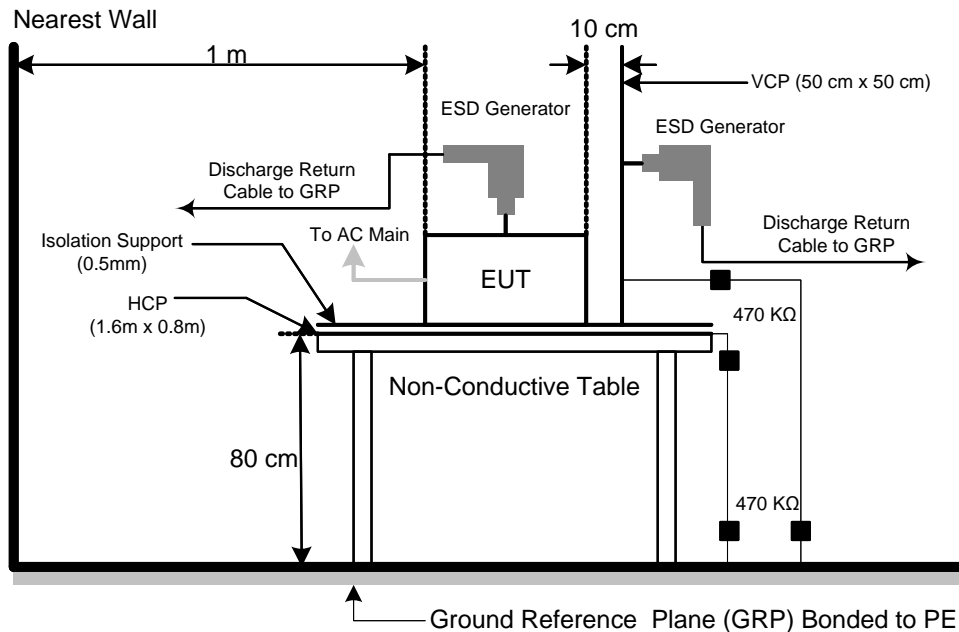 Nearest Wall
10 cm
1 m
VCP (50 cm x 50 cm)
ESD Generator
ESD Generator
Discharge Return
Cable to GRP
Discharge Return
Cable to GRP
To AC Main
Isolation Support
(0.5mm)
EUT
HCP
(1.6m x 0.8m)
470 KΩ
Non-Conductive Table
80 cm
470 KΩ
Ground Reference Plane (GRP) Bonded to PE